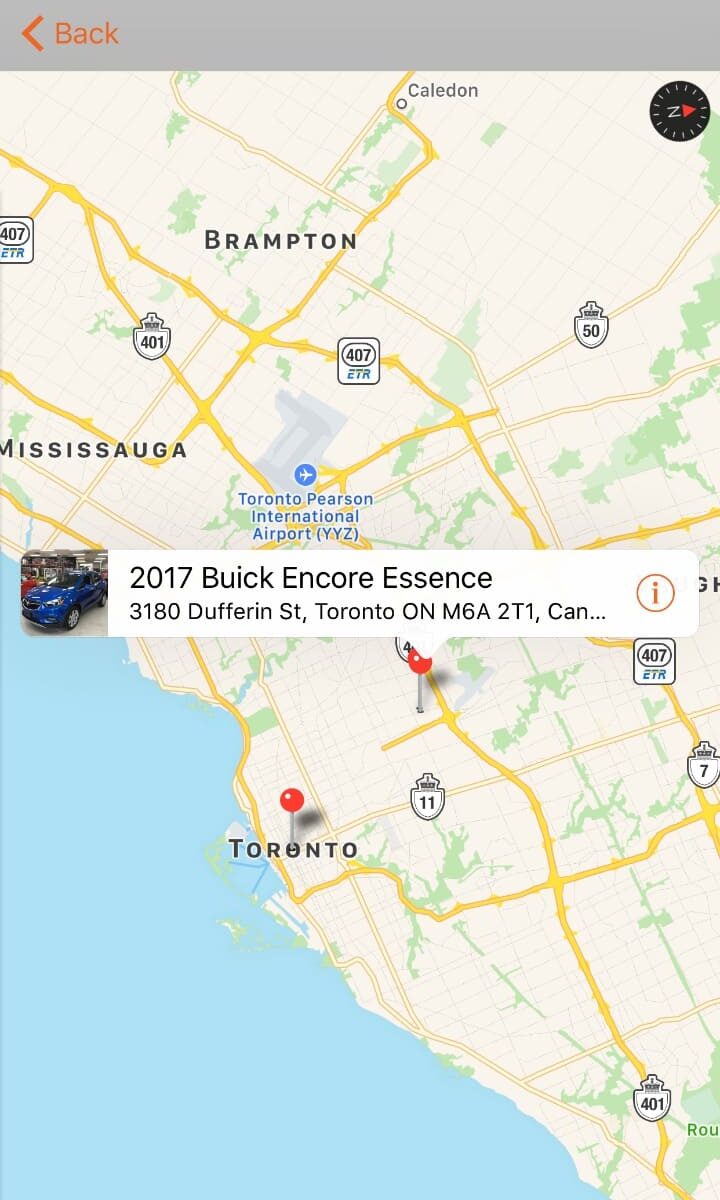 Back
Caledon
N
BRAMPTON
407
ETR
50
401
407
ETR
MISSISSAUGA
Toronto Pearson
International
Airport (YYZ)
2017 Buick Encore Essence
3180 Dufferin St, Toronto ON M6A 2T1, Can...
i
407
ETR
7
11
TORONTO
401
Rou